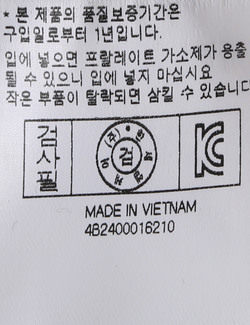 * 본 제품의 품질보증기간은
구입일로부터 1년입니다.
입에 넣으면 프탈레이트 가소제가 용출
될 수 있으니 입에 넣지 마십시요
작은 부품이 탈락되면 삼킬 수 있습니다
검사필
(주)
검
KC
MADE IN VIETNAM
4B2400016210